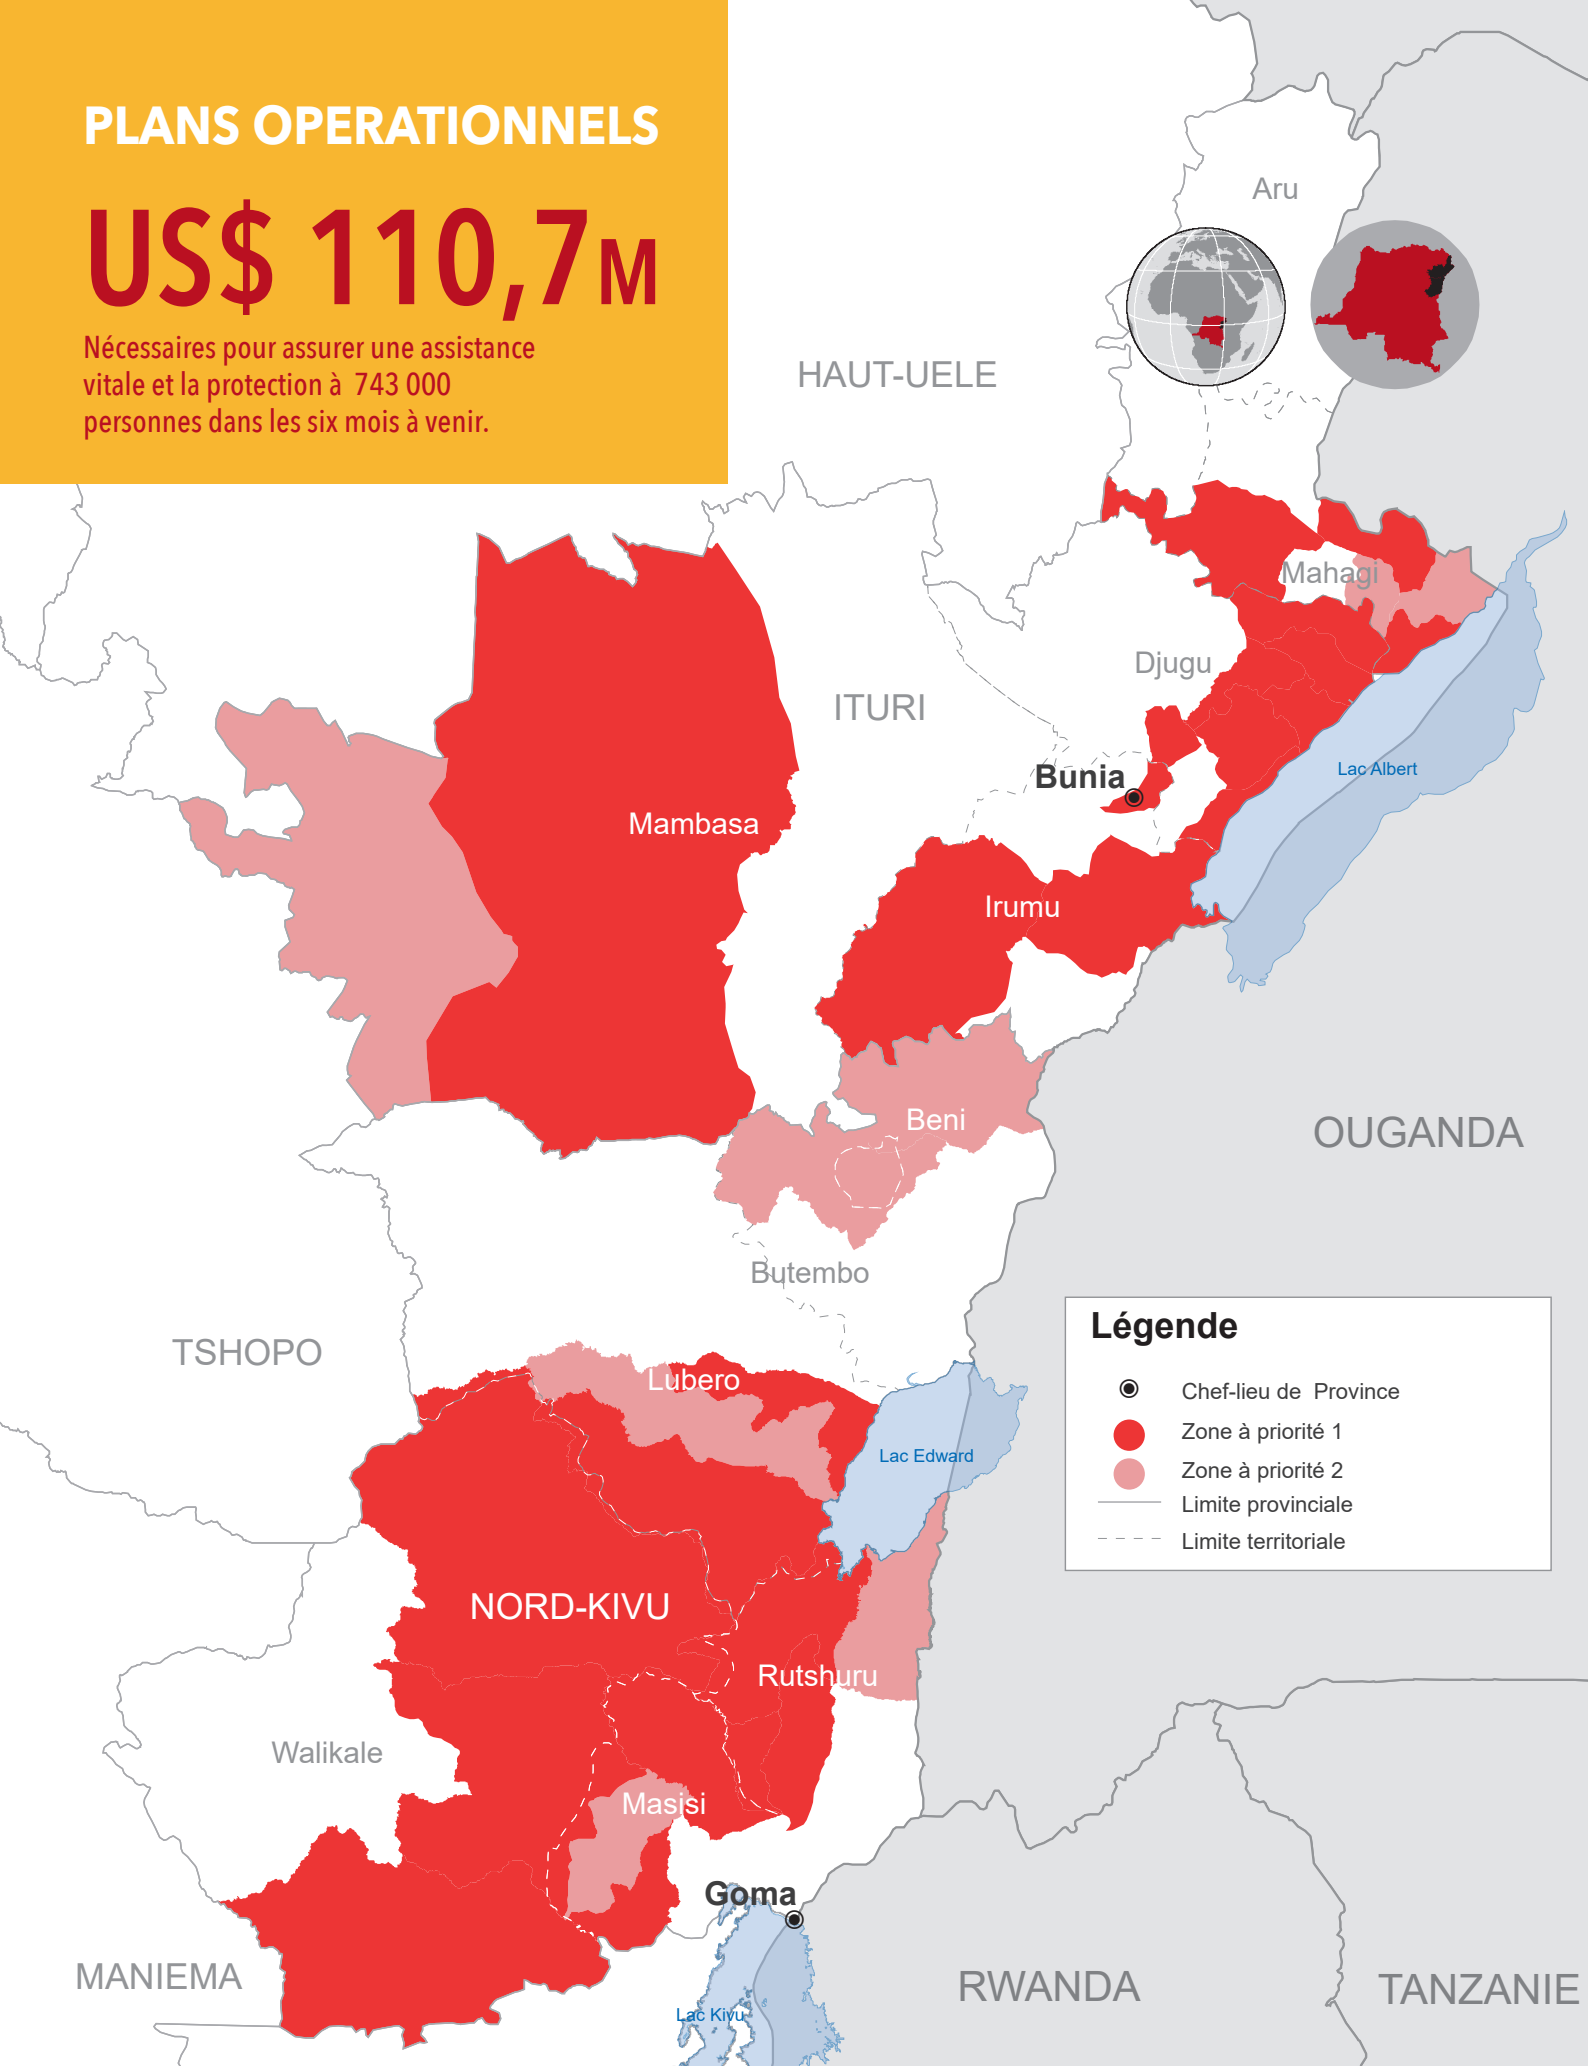 PLANS OPERATIONNELS
US$ 110,7M
Nécessaires pour assurer une assistance
vitale et la protection à 743 000
personnes dans les six mois à venir.
Aru
HAUT-UELE
Mahagi
Djugu
ITURI
Lac Albert
Bunia
Mambasa
Irumu
Beni
OUGANDA
Butembo
TSHOPO
Lubero
Lac Edward
Légende
Chef-lieu de Province
Zone à priorité 1
Zone à priorité 2
Limite provinciale
Limite territoriale
NORD-KIVU
Rutshuru
Walikale
Masisi
Goma
MANIEMA
RWANDA
TANZANIE
Lac Kivu